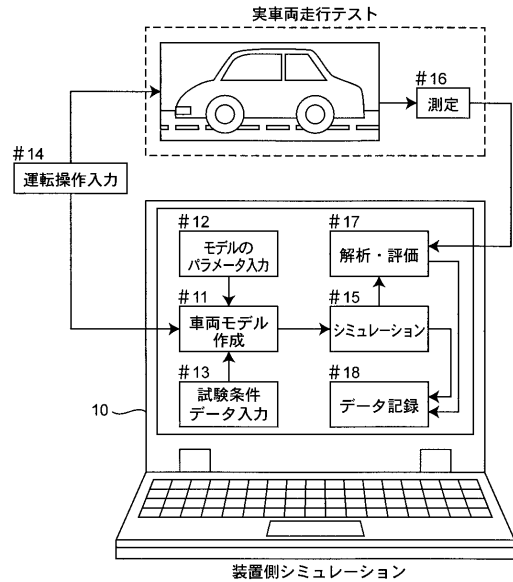 実車両走行テスト
#16
測定
#14
運転操作入力
#12
モデルの
パラメータ入力
#17
解析・評価
#11
車両モデル
作成
#15
シミュレーション
#13
試験条件
データ入力
#18
データ記録
10
装置側シミュレーション